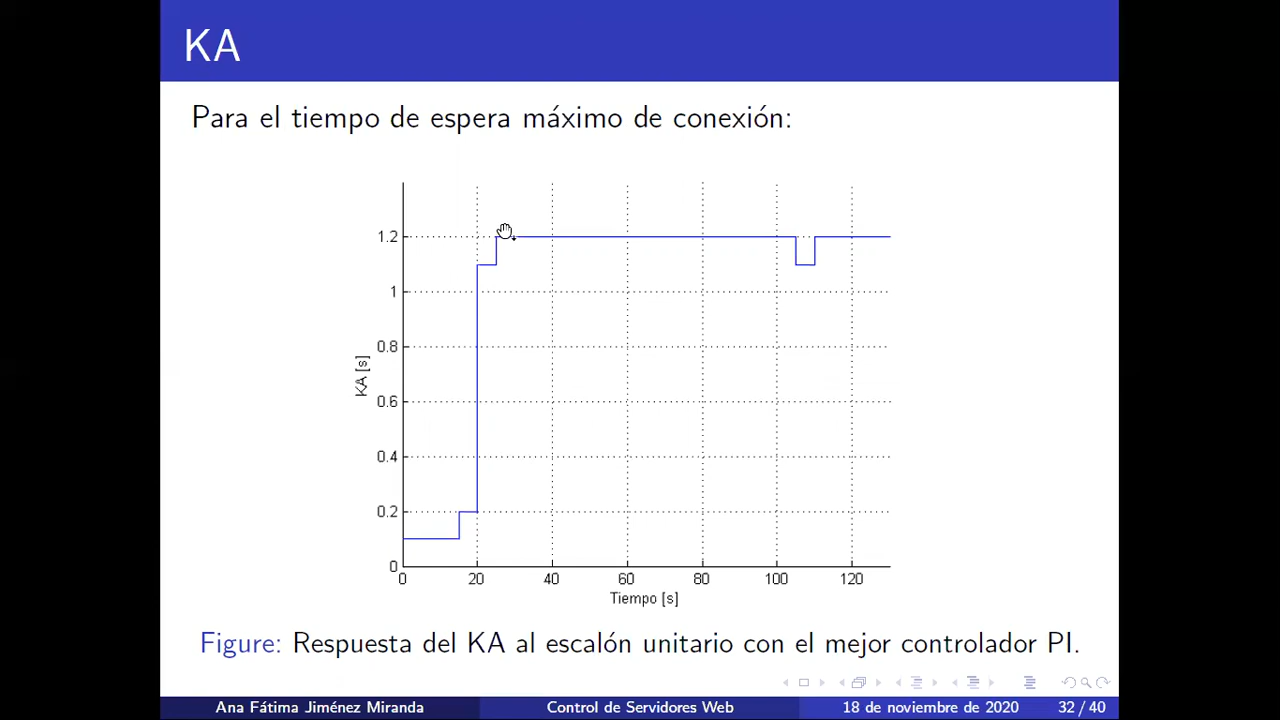 KA
Para el tiempo de espera máximo de conexión:
1.2
1
0.8
0.6
0.4
0.2
0
KA [s]
0 20 40 60 80 100 120
Tiempo [s]
Figure: Respuesta del KA al escalón unitario con el mejor controlador PI.
Ana Fátima Jiménez Miranda Control de Servidores Web 18 de noviembre de 2020 32 / 40